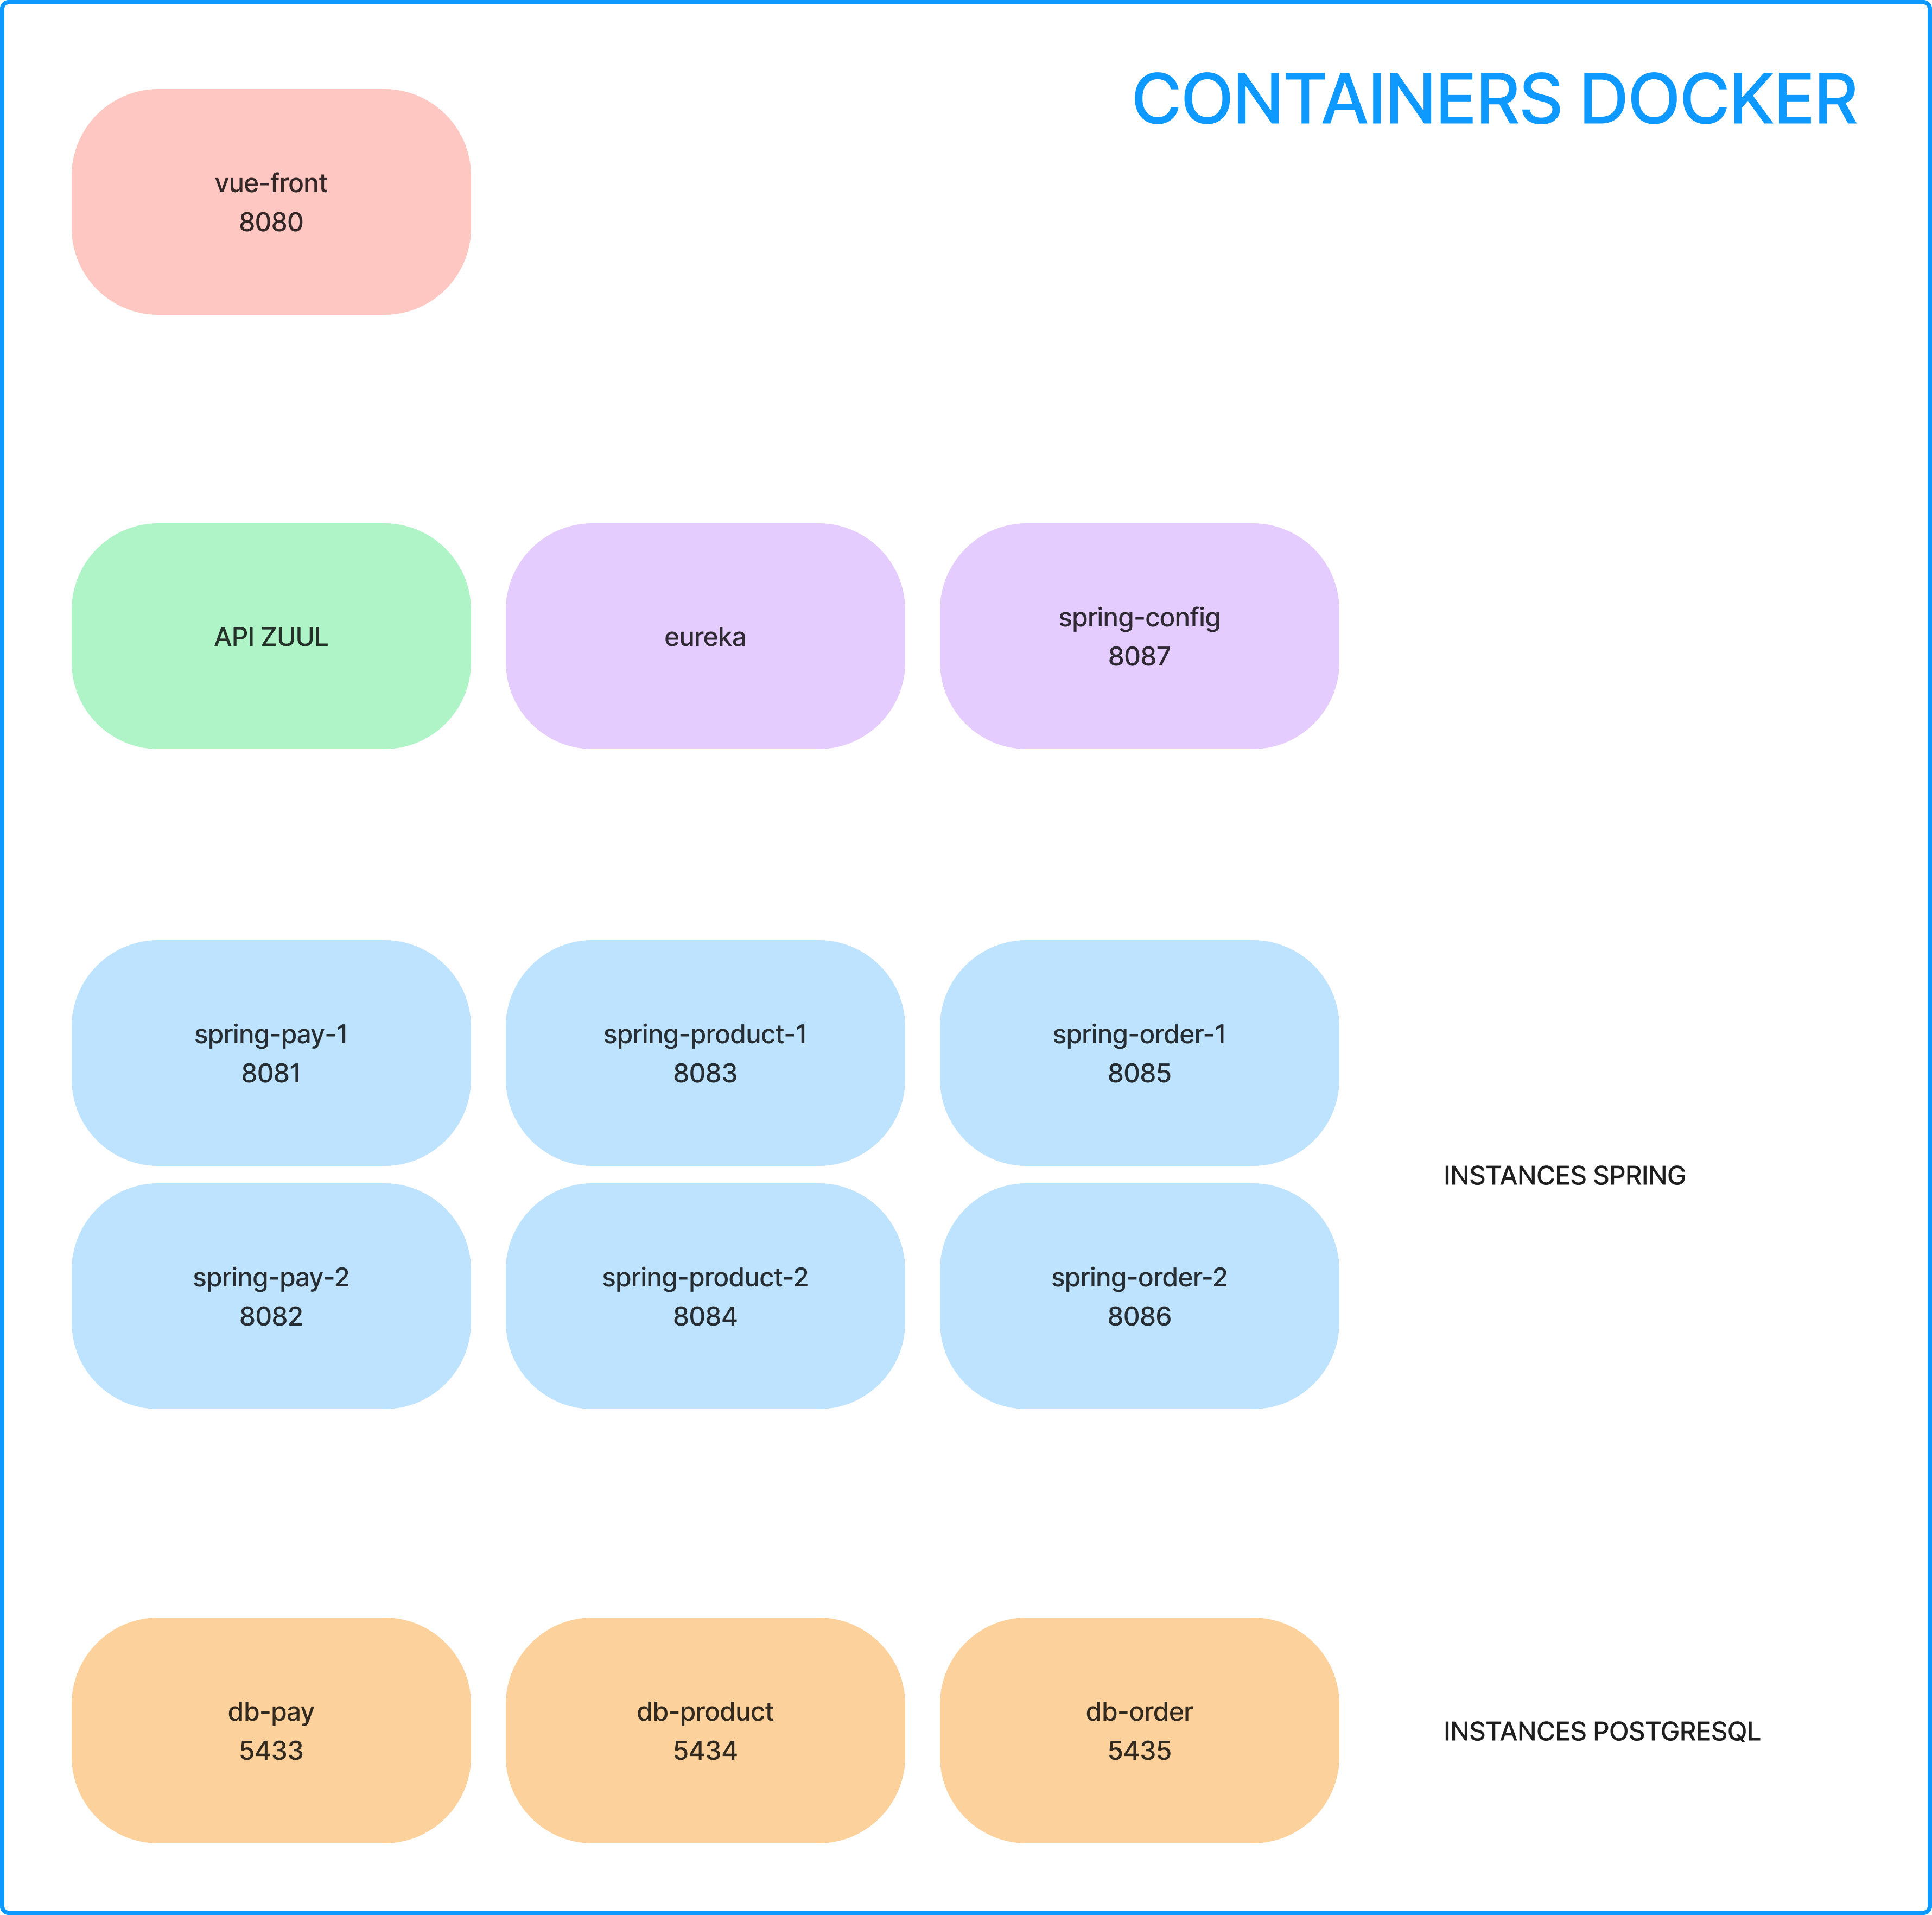 CONTAINERS DOCKER
vue-front
8080
API ZUUL
eureka
spring-config
8087
spring-pay-1
8081
spring-product-1
8083
spring-order-1
8085
INSTANCES SPRING
spring-pay-2
8082
spring-product-2
8084
spring-order-2
8086
db-pay
5433
db-product
5434
db-order
5435
INSTANCES POSTGRESQL